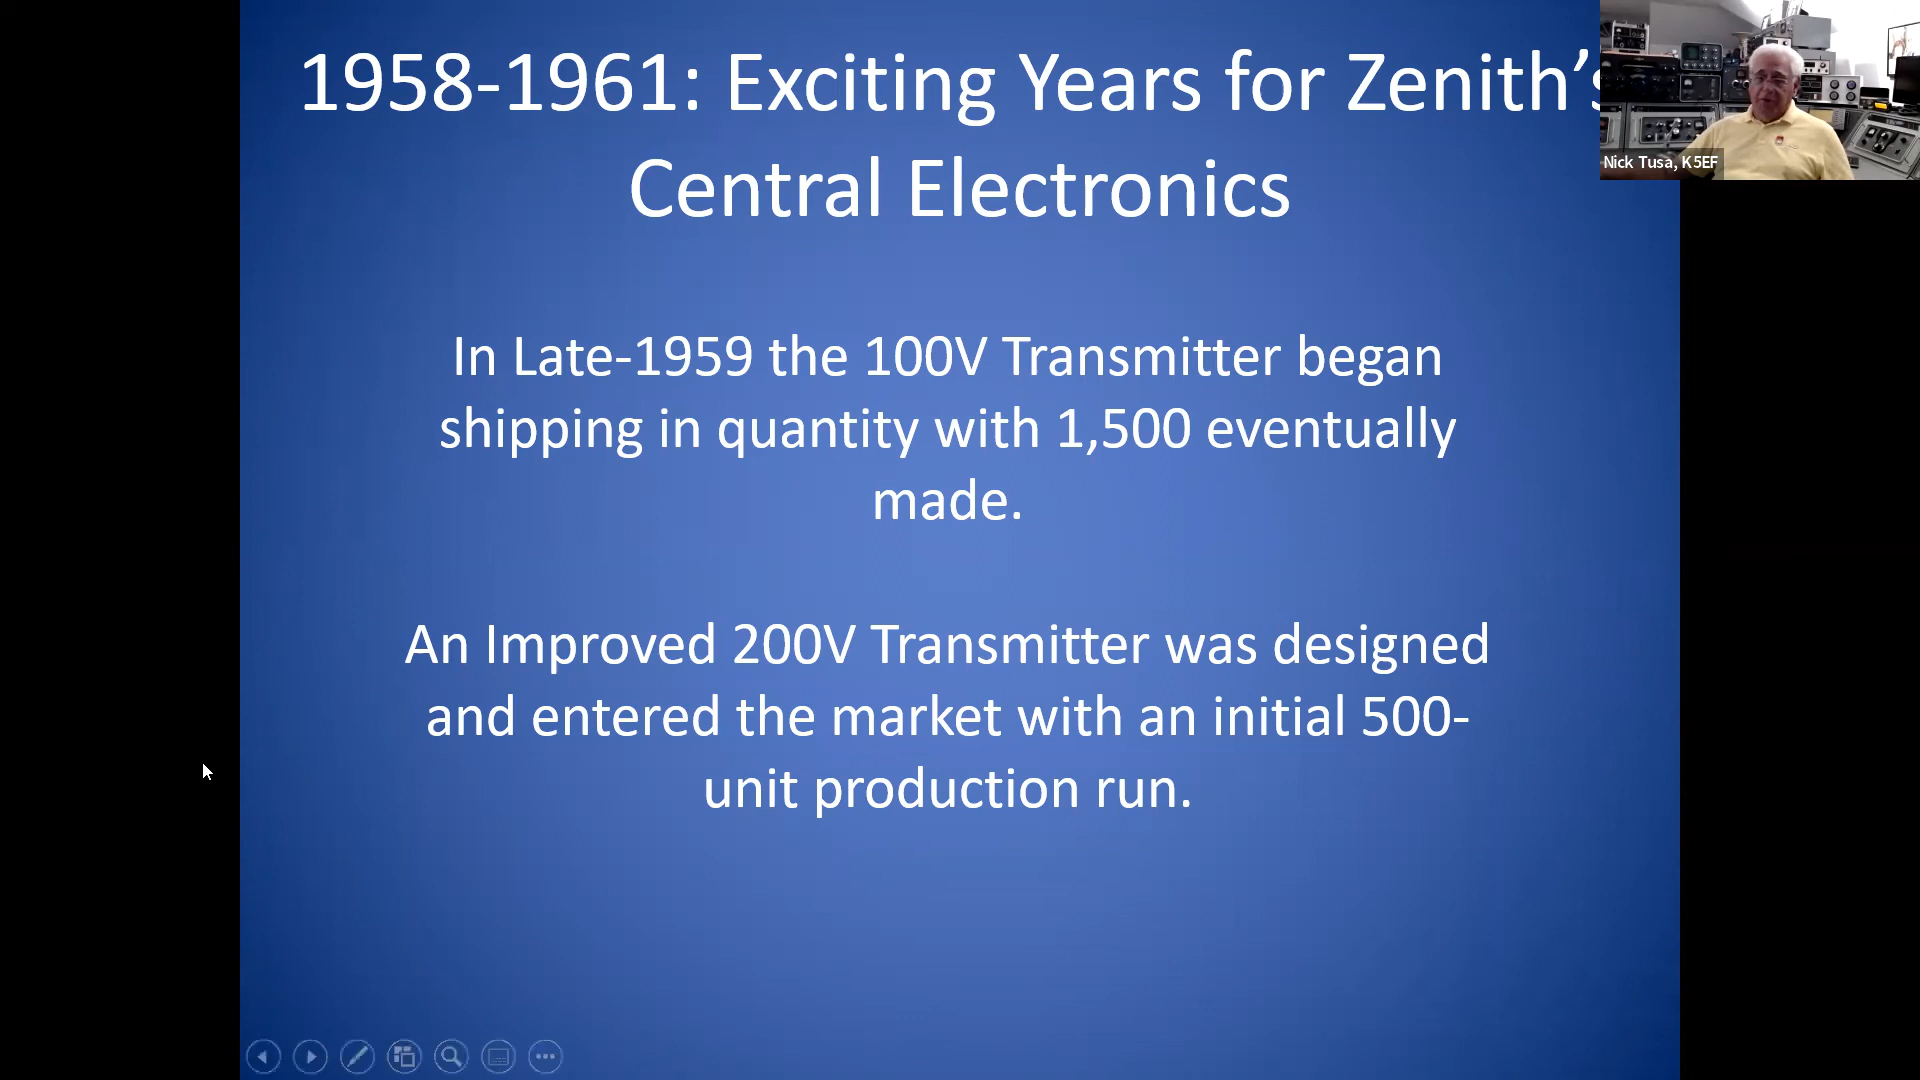 1958-1961: Exciting Years for Zenith’s
Central Electronics
In Late-1959 the 100V Transmitter began
shipping in quantity with 1,500 eventually
made.
An Improved 200V Transmitter was designed
and entered the market with an initial 500-
unit production run.
Nick Tusa, K5EF